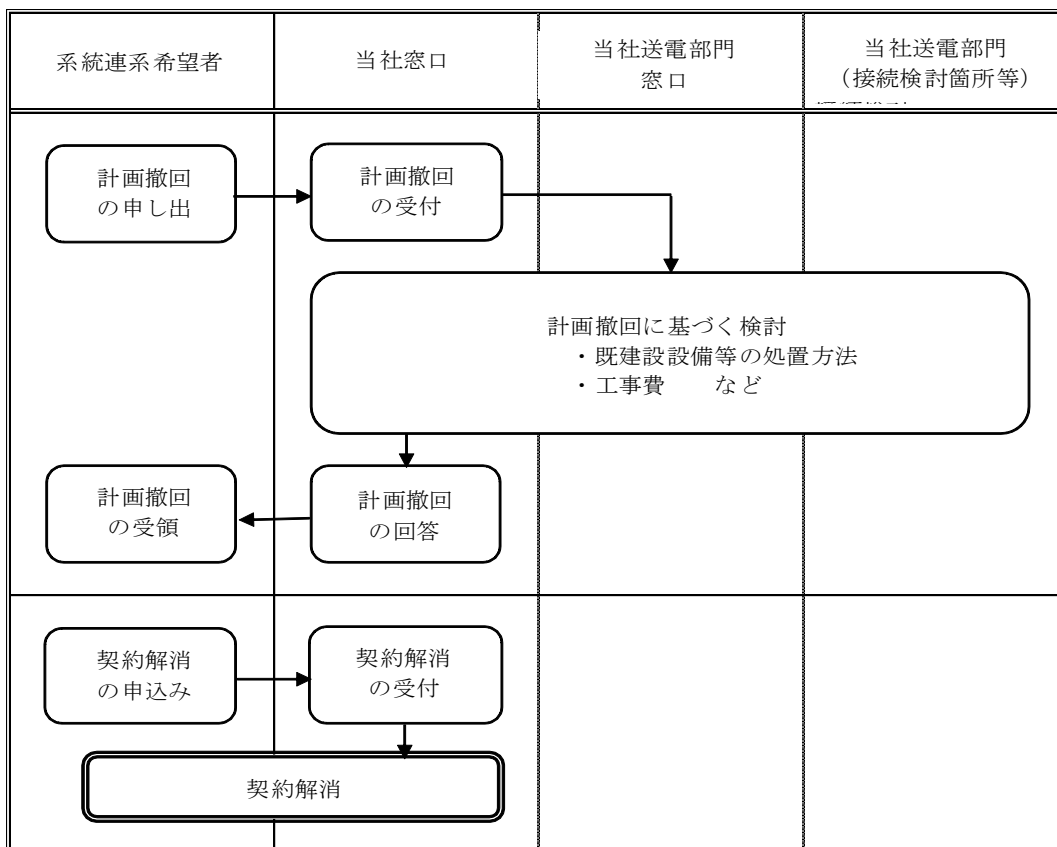 系統連系希望者
当社窓口
当社送電部門
窓口
当社送電部門
（接続検討箇所等）
計画撤回
の申し出
計画撤回
の受付
計画撤回に基づく検討
・既建設設備等の処置方法
・工事費　　など
計画撤回
の受領
計画撤回
の回答
契約解消
の申込み
契約解消
の受付
契約解消